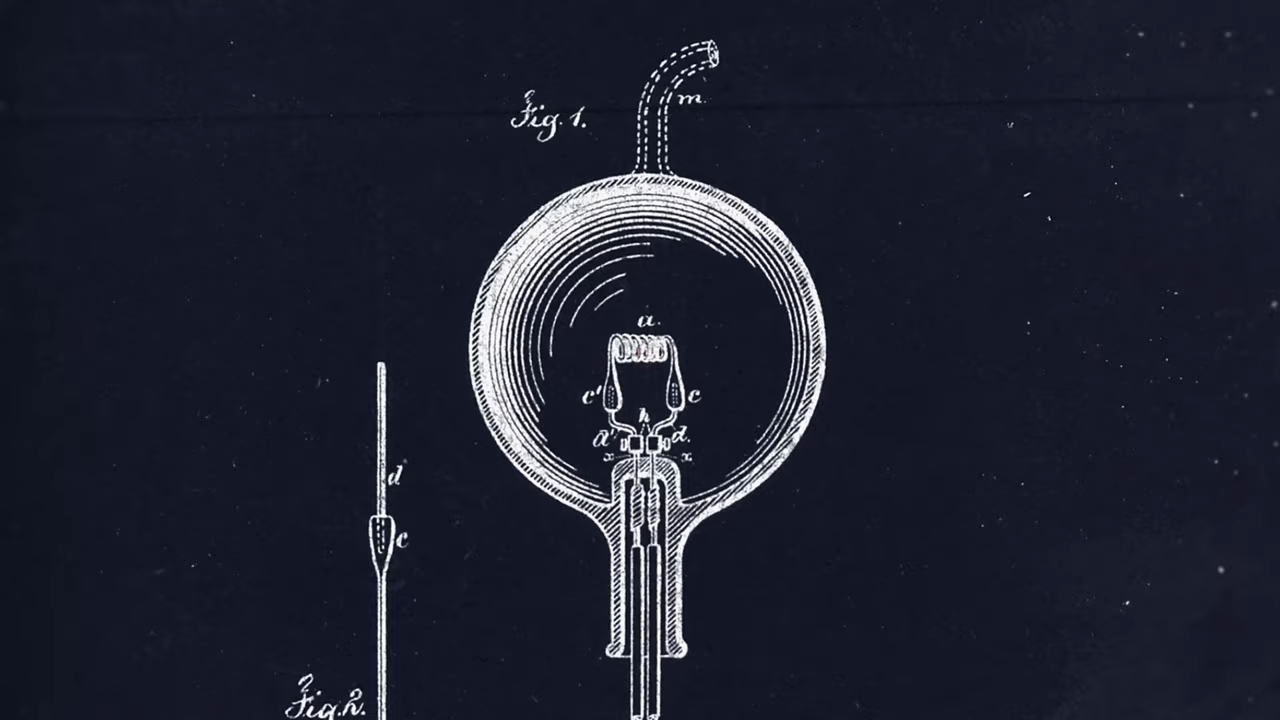 Fig. 1.
m.
a.
c' c
h
d' d.
x x
d
c
Fig. 2.